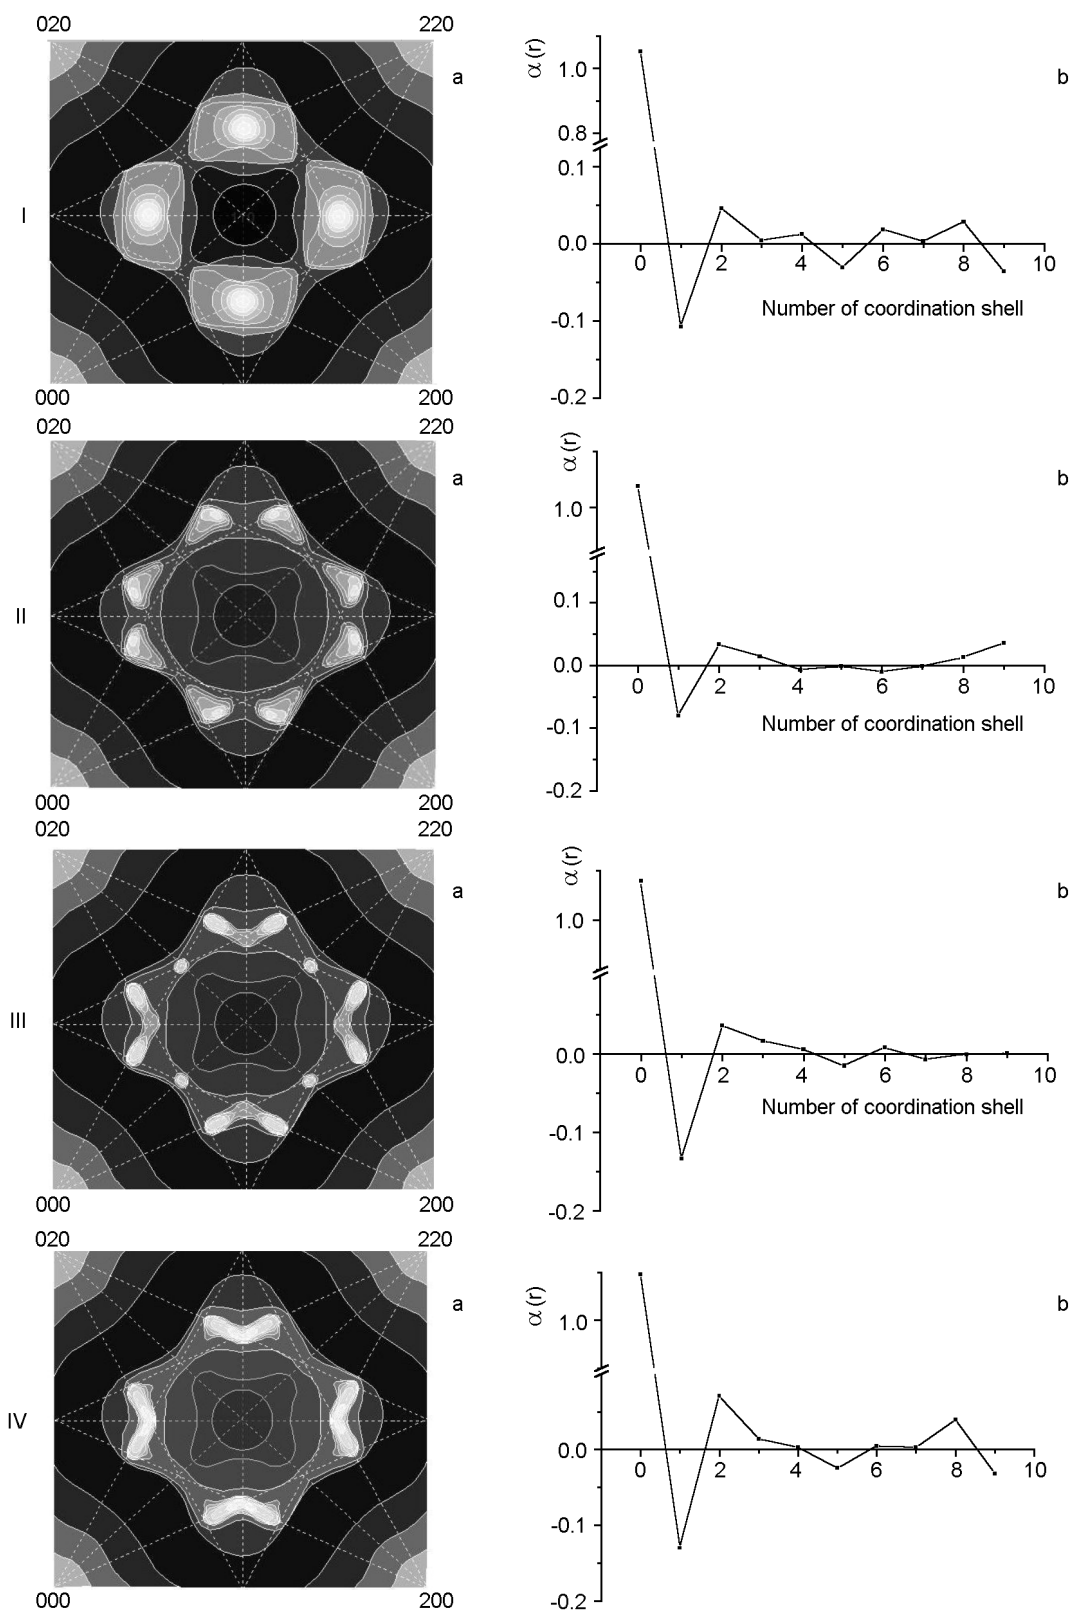 020 220
a
I
000 200
α (r)
b
1.0
0.8
0.1
0.0
-0.1
-0.2
0 2 4 6 8 10
Number of coordination shell
020 220
a
II
000 200
α (r)
b
1.0
0.1
0.0
-0.1
-0.2
0 2 4 6 8 10
Number of coordination shell
020 220
a
III
000 200
α (r)
b
1.0
0.0
-0.1
-0.2
0 2 4 6 8 10
Number of coordination shell
020 220
a
IV
000 200
α (r)
b
1.0
0.0
-0.1
-0.2
0 2 4 6 8 10